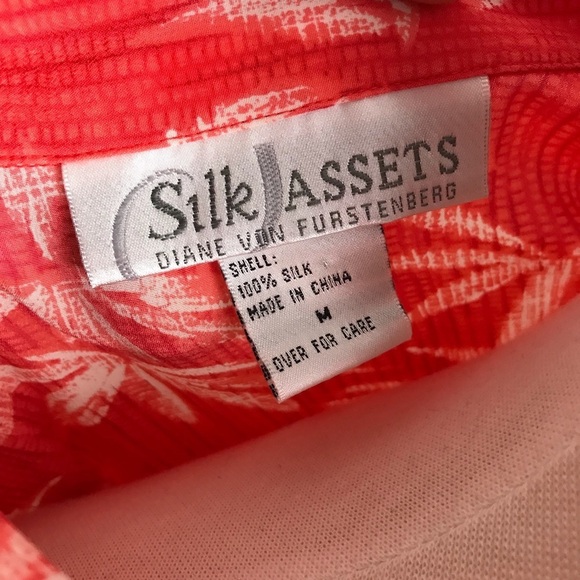 Silk ASSETS
DIANE VON FURSTENBERG
SHELL:
100% SILK
MADE IN CHINA
M
OVER FOR CARE